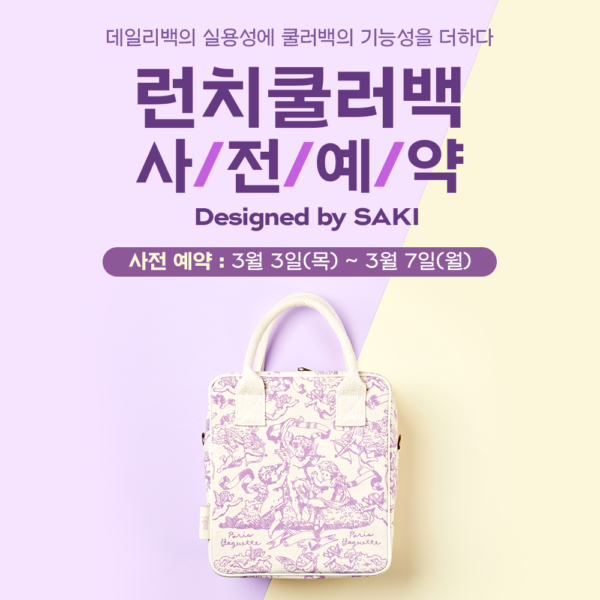 데일리백의 실용성에 쿨러백의 기능성을 더하다
런치쿨러백
사/전/예/약
Designed by SAKI
사전 예약 : 3월 3일(목) ~ 3월 7일(월)
Paris Baguette
Paris Baguette